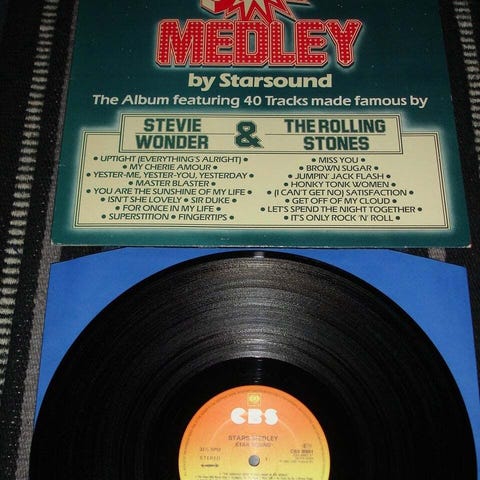 MEDLEY
by Starsound
The Album featuring 40 Tracks made famous by
STEVIE WONDER & THE ROLLING STONES
• UPTIGHT (EVERYTHING'S ALRIGHT) •
• MY CHERIE AMOUR •
• YESTER-ME, YESTER-YOU, YESTERDAY •
• MASTER BLASTER •
• YOU ARE THE SUNSHINE OF MY LIFE •
• ISN'T SHE LOVELY • SIR DUKE •
• FOR ONCE IN MY LIFE •
• SUPERSTITION • FINGERTIPS •
• MISS YOU •
• BROWN SUGAR •
• JUMPIN' JACK FLASH •
• HONKY TONK WOMEN •
• (I CAN'T GET NO) SATISFACTION •
• GET OFF OF MY CLOUD •
• LET'S SPEND THE NIGHT TOGETHER •
• IT'S ONLY ROCK 'N' ROLL •
CBS
STARS MEDLEY
STAR SOUND
STEREO
1